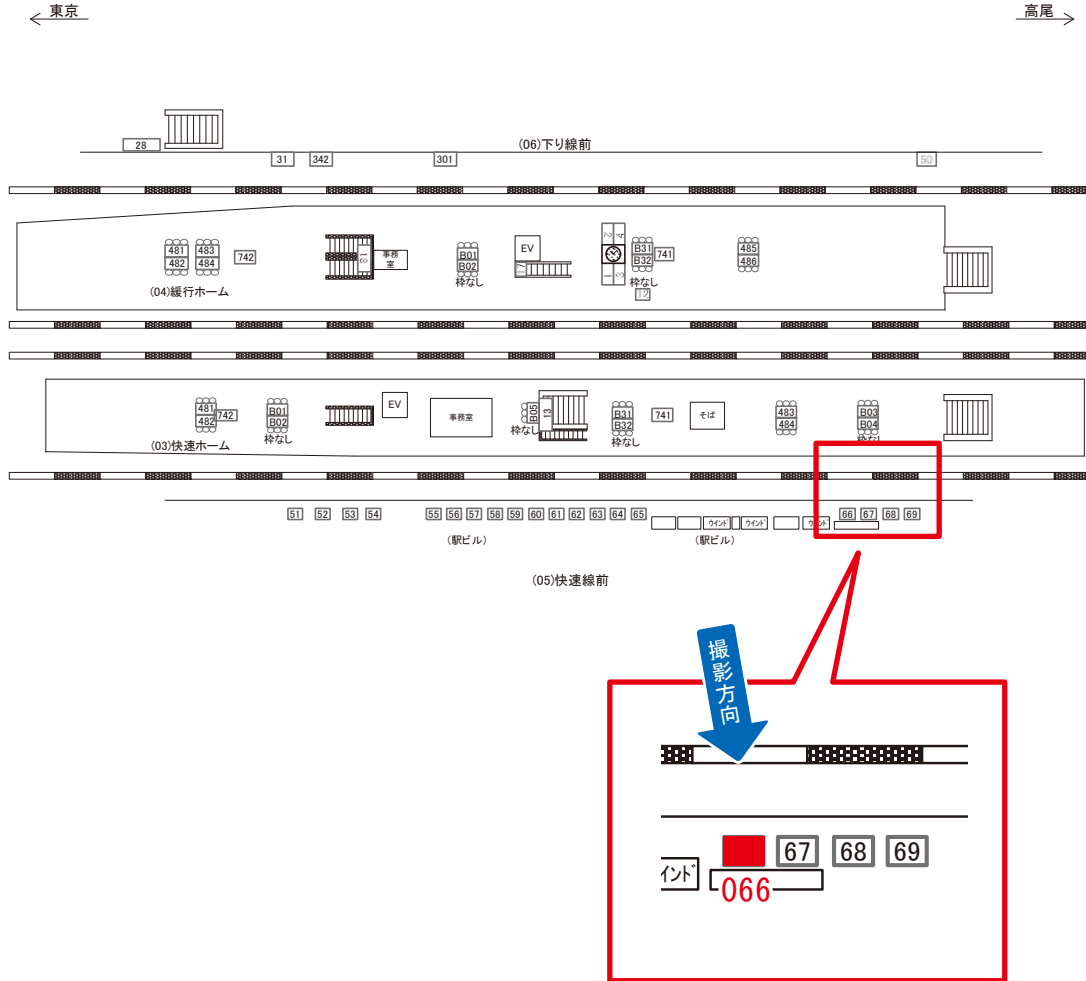 東京
高尾
28
(06)下り線前
31
342
301
50
481
482
483
484
742
18
事務
室
B01
B02
枠なし
EV
17
2
4
1
3
B31
B32
741
枠なし
12
485
486
(04)緩行ホーム
481
482
742
B01
B02
枠なし
EV
事務室
B05
枠なし
13
B31
B32
枠なし
741
そば
483
484
B03
B04
枠なし
(03)快速ホーム
51
52
53
54
55
56
57
58
59
60
61
62
63
64
65
ウインド
ウインド
ウインド
66
67
68
69
(駅ビル)
(駅ビル)
(05)快速線前
撮影方向
67
68
69
インド
066